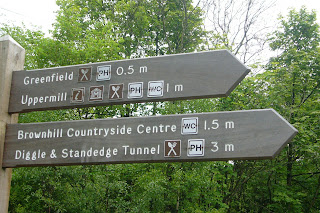 Greenfield PH 0.5 m
Uppermill PH WC 1 m
Brownhill Countryside Centre WC 1.5 m
Diggle & Standedge Tunnel PH 3 m